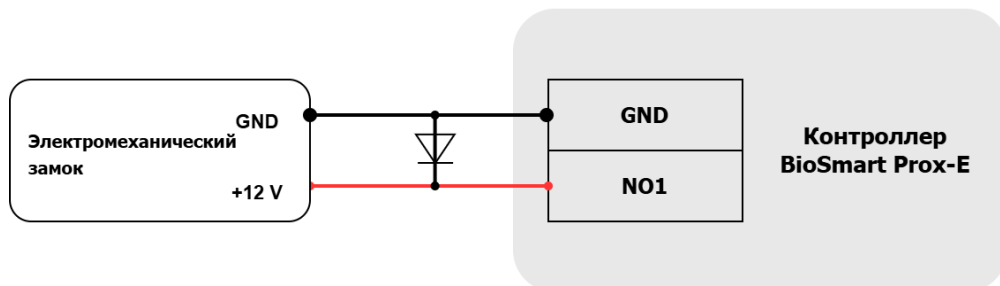 Электромеханический
замок
GND
+12 V
GND
NO1
Контроллер
BioSmart Prox-E